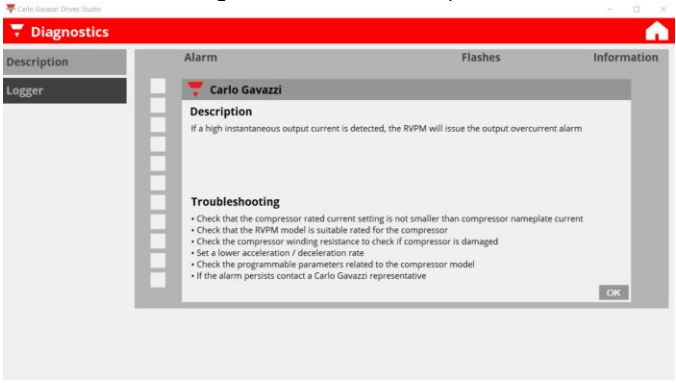 Carlo Gavazzi Drives Studio
Diagnostics
Description
Alarm Flashes Information
Logger
Carlo Gavazzi
Description
If a high instantaneous output current is detected, the RVPM will issue the output overcurrent alarm
Troubleshooting
• Check that the compressor rated current setting is not smaller than compressor nameplate current
• Check that the RVPM model is suitable rated for the compressor
• Check the compressor winding resistance to check if compressor is damaged
• Set a lower acceleration / deceleration rate
• Check the programmable parameters related to the compressor model
• If the alarm persists contact a Carlo Gavazzi representative
OK